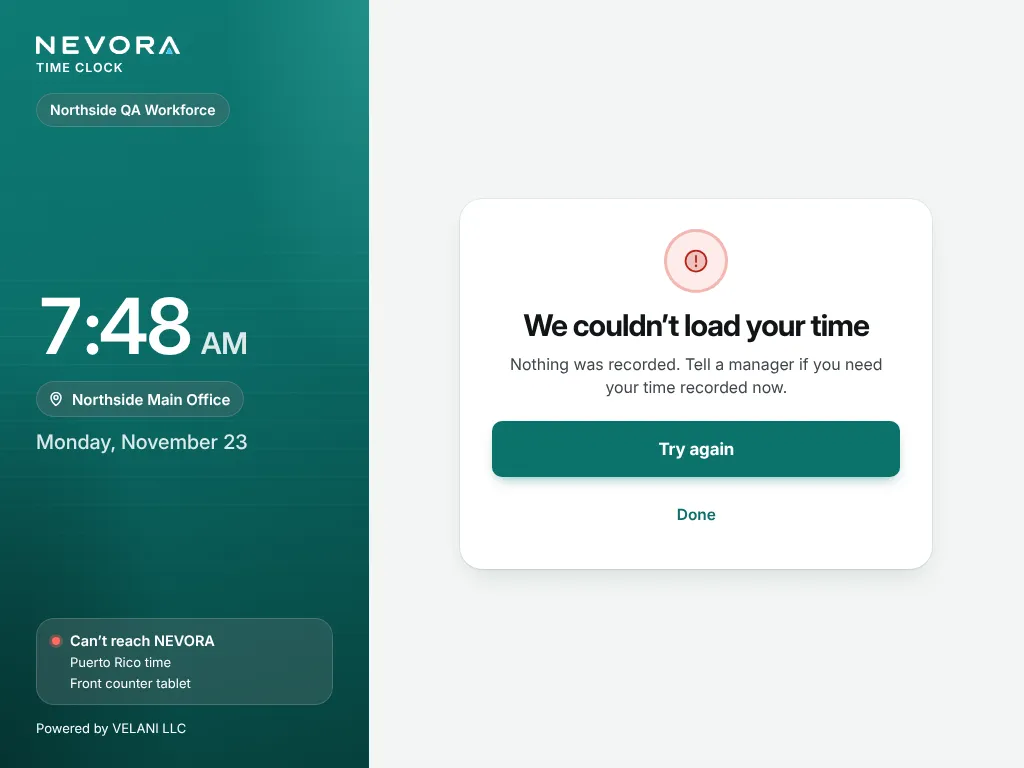 NEVORA
TIME CLOCK
Northside QA Workforce
7:48 AM
Northside Main Office
Monday, November 23
Can’t reach NEVORA
Puerto Rico time
Front counter tablet
Powered by VELANI LLC
We couldn’t load your time
Nothing was recorded. Tell a manager if you need
your time recorded now.
Try again
Done